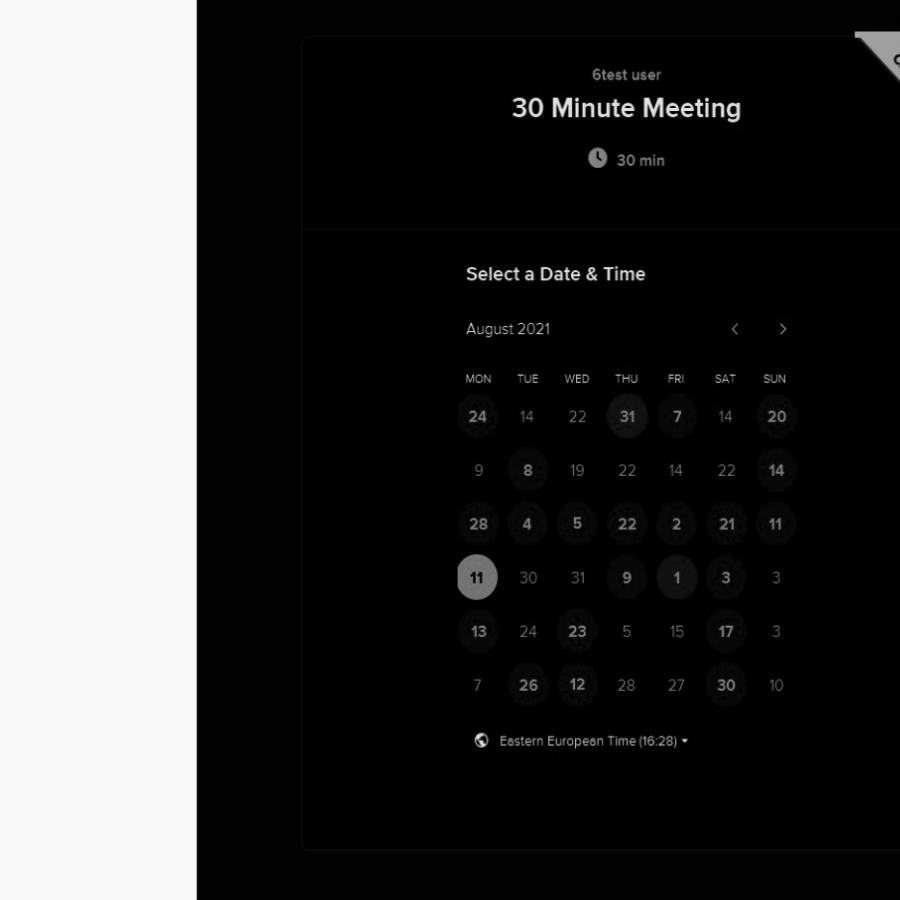 6test user
30 Minute Meeting
30 min
Select a Date & Time
August 2021
MON TUE WED THU FRI SAT SUN
24 14 22 31 7 14 20
9 8 19 22 14 22 14
28 4 5 22 2 21 11
11 30 31 9 1 3 3
13 24 23 5 15 17 3
7 26 12 28 27 30 10
Eastern European Time (16:28)